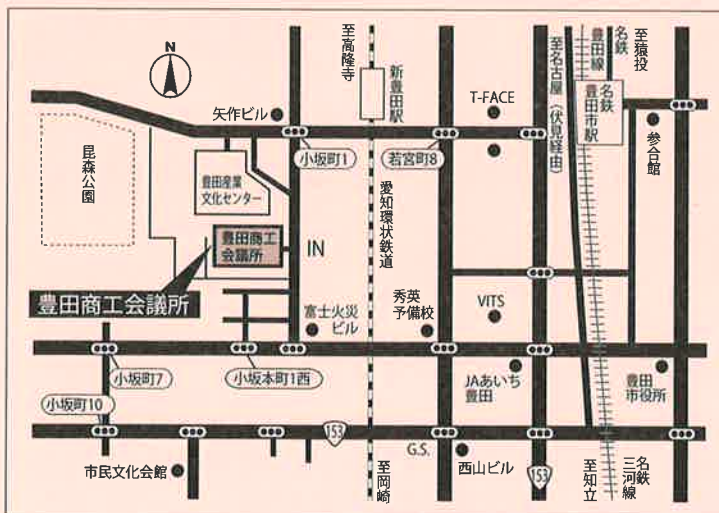 N
至高隆寺
新豊田駅
矢作ビル
T-FACE
至名古屋（伏見経由）
名鉄
豊田線
至猿投
名鉄
豊田市駅
参合館
小坂町1
若宮町8
昆森公園
豊田産業
文化センター
豊田商工
会議所
IN
愛知環状鉄道
豊田商工会議所
富士火災
ビル
秀英
予備校
VITS
小坂町7
小坂本町1西
JAあいち
豊田
豊田
市役所
小坂町10
153
G.S.
市民文化会館
至岡崎
西山ビル
153
至知立
名鉄
三河線